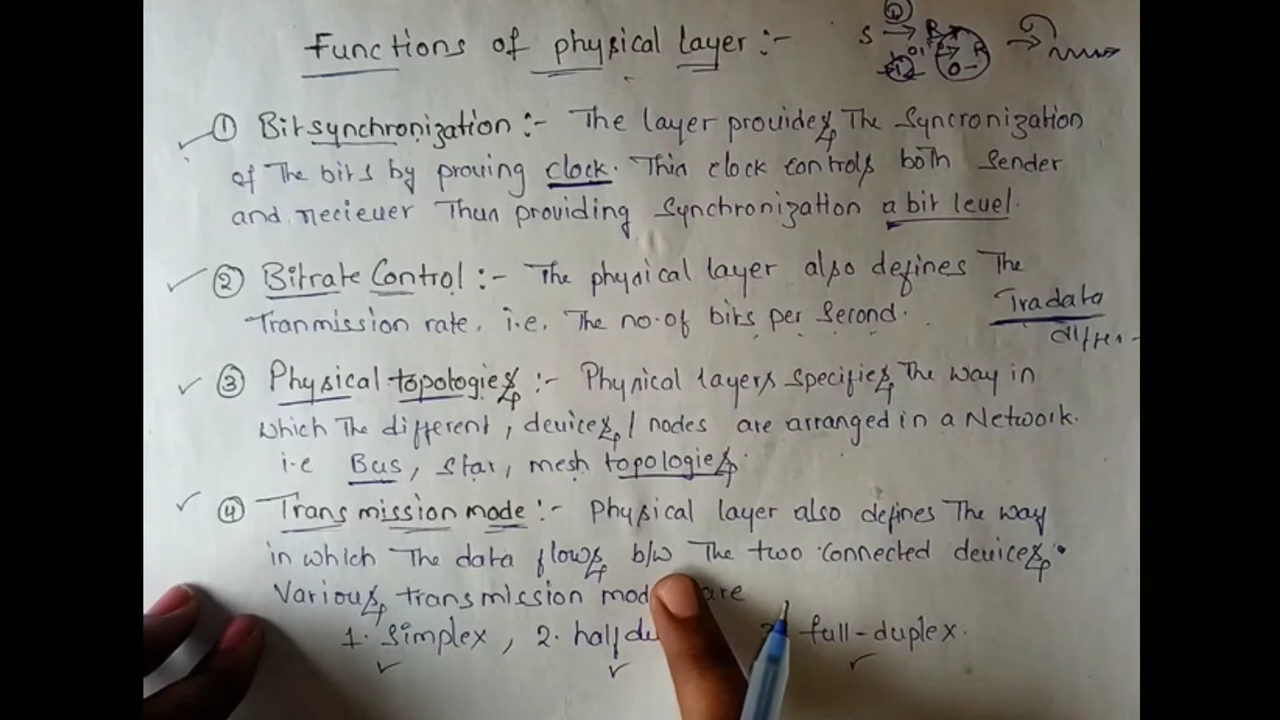 Functions of physical Layer :-
S → R
① Bitsynchronization :- The layer provides The Syncronization
of The bits by proving clock. This clock controls both Sender
and reciever Thus providing Synchronization a bit level.
② Bitrate Control :- The physical layer also defines The
Tranmission rate. i.e. The no. of bits per Second.
Tradata
③ Physical topologies :- Physical layers specifies The way in
which The different, devices / nodes are arranged in a Network.
i.e Bus, Star, mesh topologies.
④ Transmission mode :- Physical layer also defines The way
in which The data flows b/w The two connected devices.
Various transmission mod are
1. Simplex, 2. half du full-duplex.